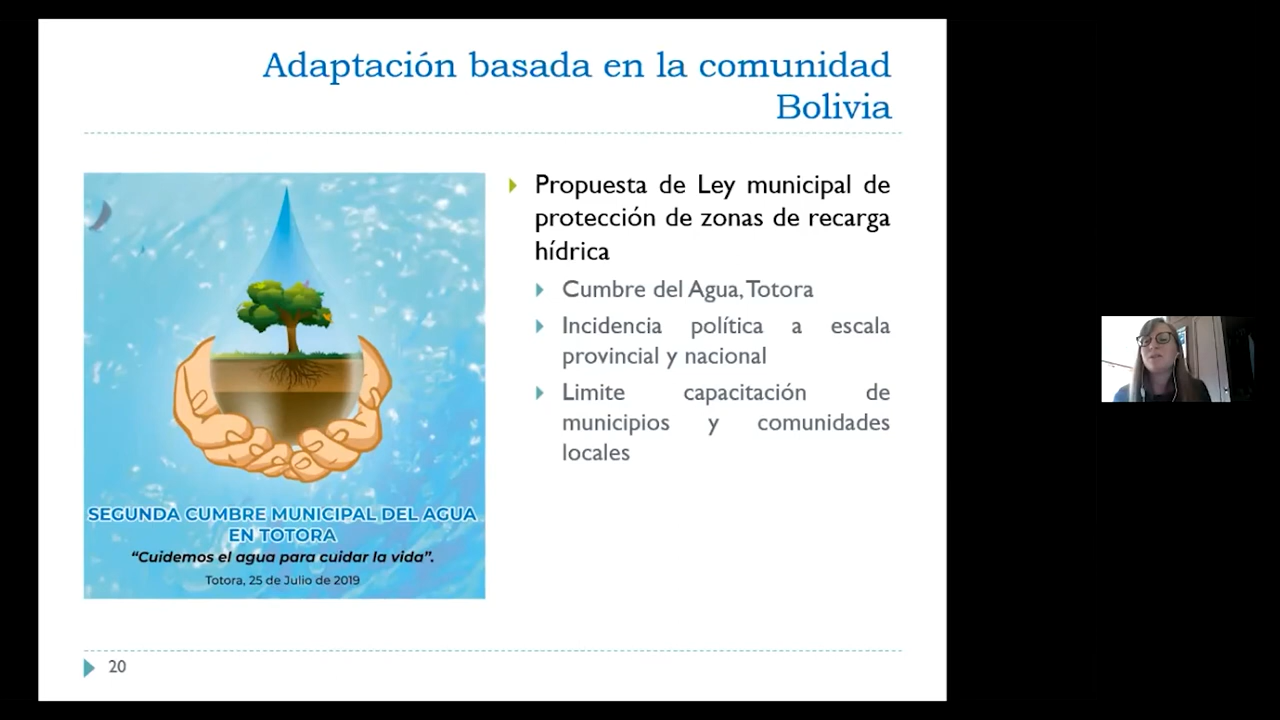 Adaptación basada en la comunidad
Bolivia
Propuesta de Ley municipal de
protección de zonas de recarga
hídrica
Cumbre del Agua, Totora
Incidencia política a escala
provincial y nacional
Limite capacitación de
municipios y comunidades
locales
SEGUNDA CUMBRE MUNICIPAL DEL AGUA
EN TOTORA
“Cuidemos el agua para cuidar la vida”.
Totora, 25 de Julio de 2019
20